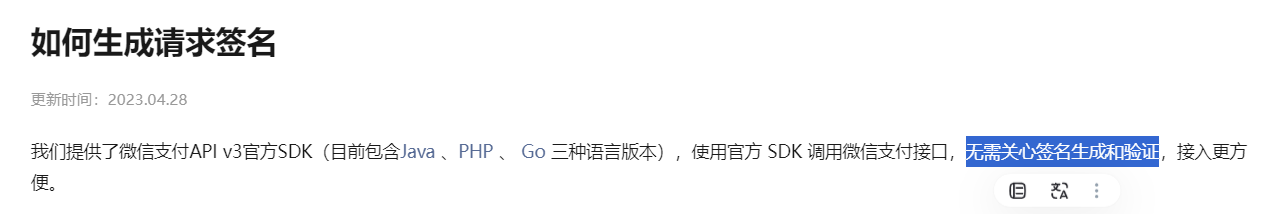 如何生成请求签名
更新时间：2023.04.28
我们提供了微信支付API v3官方SDK（目前包含Java 、PHP 、 Go 三种语言版本），使用官方 SDK 调用微信支付接口，无需关心签名生成和验证，接入更方
便。